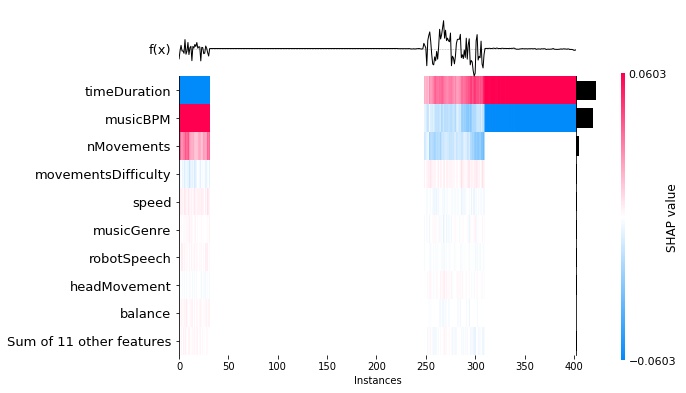 f(x)
timeDuration
musicBPM
nMovements
movementsDifficulty
speed
musicGenre
robotSpeech
headMovement
balance
Sum of 11 other features
0 50 100 150 200 250 300 350 400
Instances
0.0603
SHAP value
−0.0603